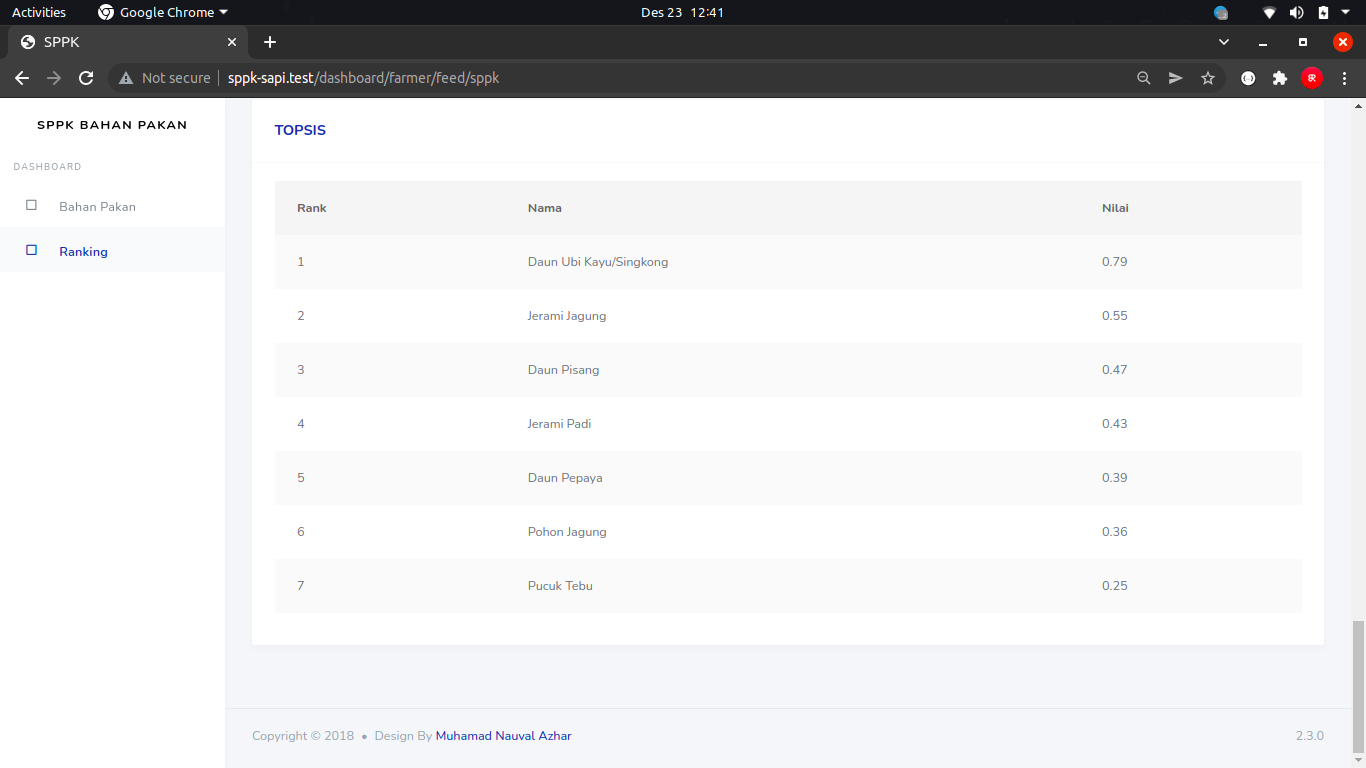 Activities Google Chrome Des 23 12:41
SPPK
Not secure sppk-sapi.test/dashboard/farmer/feed/sppk
SPPK BAHAN PAKAN
DASHBOARD
Bahan Pakan
Ranking
TOPSIS
Rank Nama Nilai
1 Daun Ubi Kayu/Singkong 0.79
2 Jerami Jagung 0.55
3 Daun Pisang 0.47
4 Jerami Padi 0.43
5 Daun Pepaya 0.39
6 Pohon Jagung 0.36
7 Pucuk Tebu 0.25
Copyright © 2018 • Design By Muhamad Nauval Azhar 2.3.0